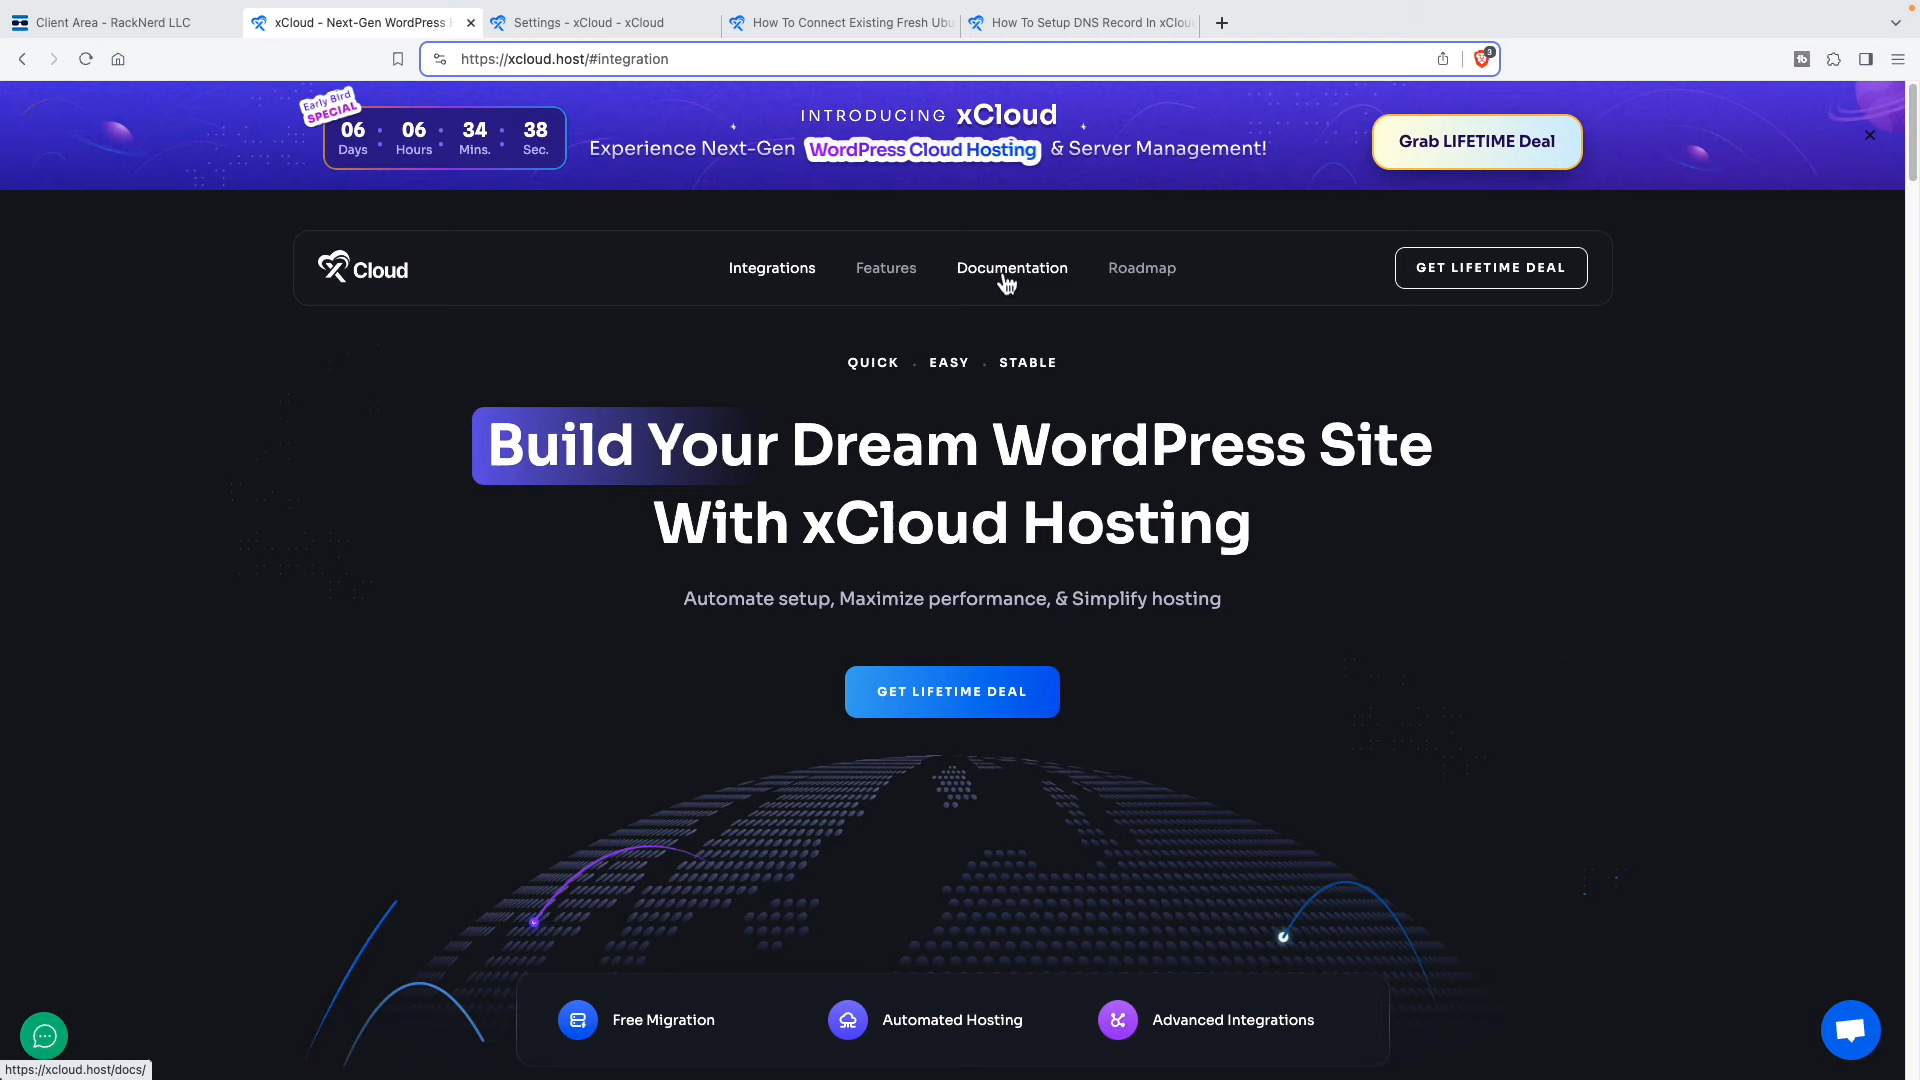 Client Area - RackNerd LLC
xCloud - Next-Gen WordPress
Settings - xCloud - xCloud
How To Connect Existing Fresh Ubu
How To Setup DNS Record In xClou
https://xcloud.host/#integration
3
Early Bird
SPECIAL
06 06 34 38
Days Hours Mins. Sec.
INTRODUCING xCloud
Experience Next-Gen WordPress Cloud Hosting & Server Management!
Grab LIFETIME Deal
xCloud
Integrations
Features
Documentation
Roadmap
GET LIFETIME DEAL
QUICK . EASY . STABLE
Build Your Dream WordPress Site
With xCloud Hosting
Automate setup, Maximize performance, & Simplify hosting
GET LIFETIME DEAL
Free Migration
Automated Hosting
Advanced Integrations
https://xcloud.host/docs/